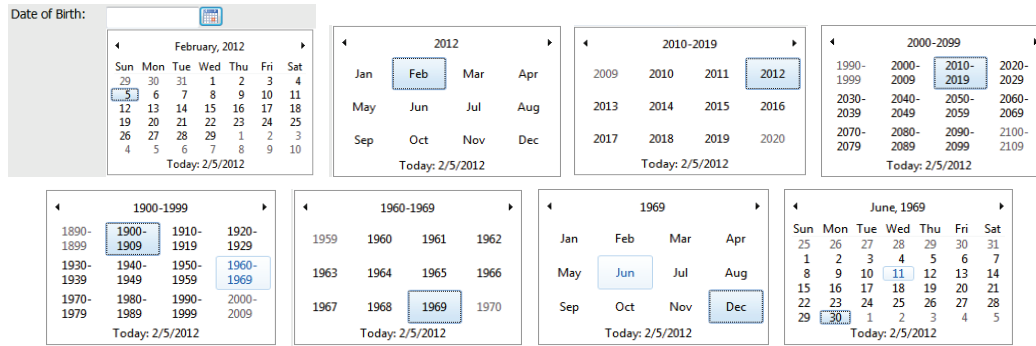 Date of Birth:
February, 2012
Sun Mon Tue Wed Thu Fri Sat
29 30 31 1 2 3 4
5 6 7 8 9 10 11
12 13 14 15 16 17 18
19 20 21 22 23 24 25
26 27 28 29 1 2 3
4 5 6 7 8 9 10
Today: 2/5/2012
2012
Jan Feb Mar Apr
May Jun Jul Aug
Sep Oct Nov Dec
Today: 2/5/2012
2010-2019
2009 2010 2011 2012
2013 2014 2015 2016
2017 2018 2019 2020
Today: 2/5/2012
2000-2099
1990- 2000- 2010- 2020-
1999 2009 2019 2029
2030- 2040- 2050- 2060-
2039 2049 2059 2069
2070- 2080- 2090- 2100-
2079 2089 2099 2109
Today: 2/5/2012
1900-1999
1890- 1900- 1910- 1920-
1899 1909 1919 1929
1930- 1940- 1950- 1960-
1939 1949 1959 1969
1970- 1980- 1990- 2000-
1979 1989 1999 2009
Today: 2/5/2012
1960-1969
1959 1960 1961 1962
1963 1964 1965 1966
1967 1968 1969 1970
Today: 2/5/2012
1969
Jan Feb Mar Apr
May Jun Jul Aug
Sep Oct Nov Dec
Today: 2/5/2012
June, 1969
Sun Mon Tue Wed Thu Fri Sat
25 26 27 28 29 30 31
1 2 3 4 5 6 7
8 9 10 11 12 13 14
15 16 17 18 19 20 21
22 23 24 25 26 27 28
29 30 1 2 3 4 5
Today: 2/5/2012